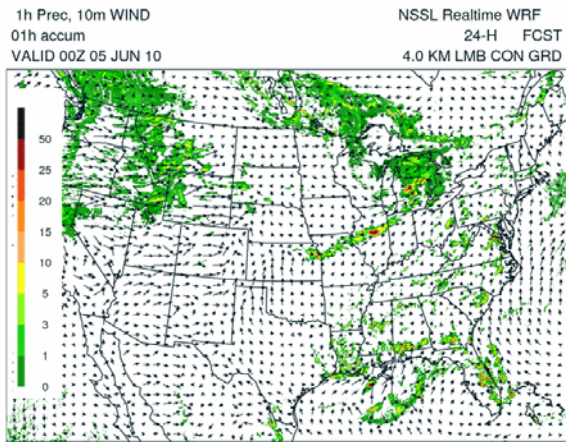 1h Prec, 10m WIND
NSSL Realtime WRF
01h accum
24-H FCST
VALID 00Z 05 JUN 10
4.0 KM LMB CON GRD
50
25
20
15
10
5
3
1
0